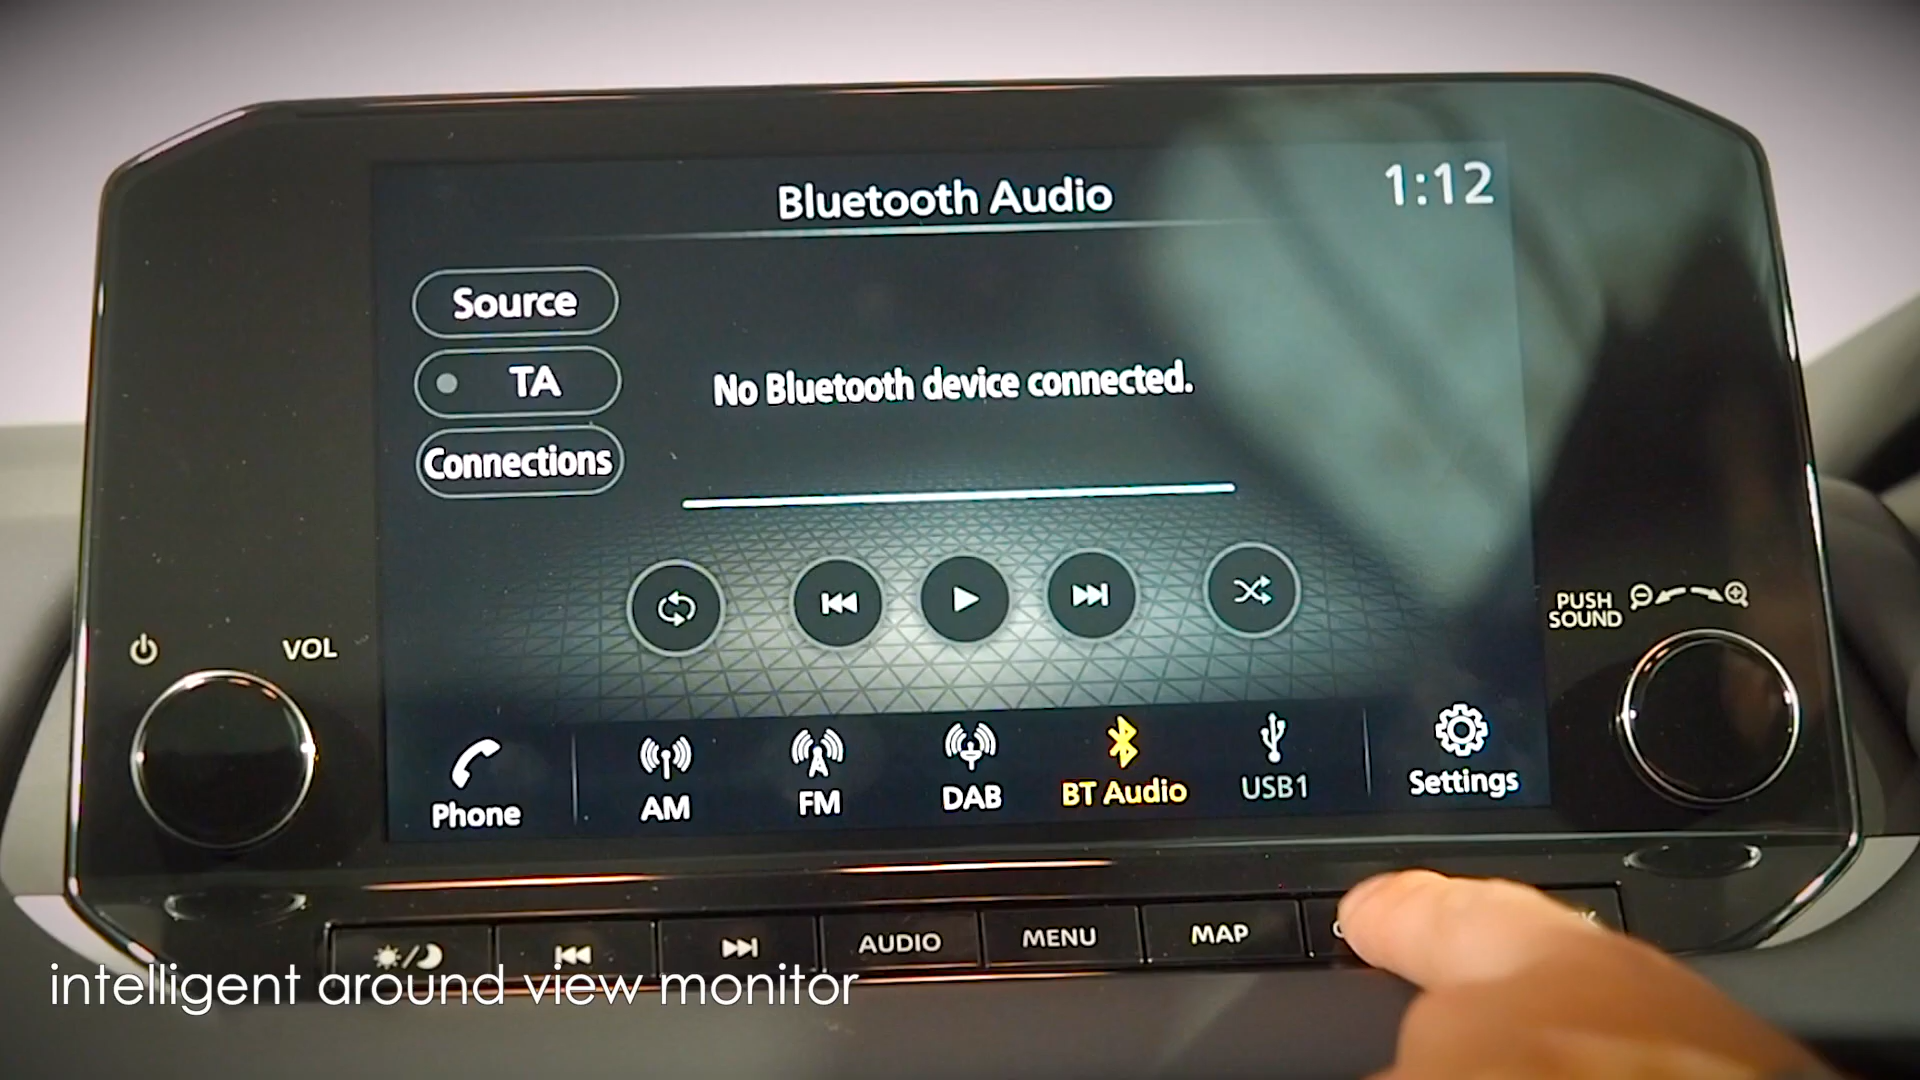 Bluetooth Audio
1:12
Source
TA
No Bluetooth device connected.
Connections
VOL
PUSH
SOUND
Phone
AM
FM
DAB
BT Audio
USB1
Settings
AUDIO
MENU
MAP
intelligent around view monitor